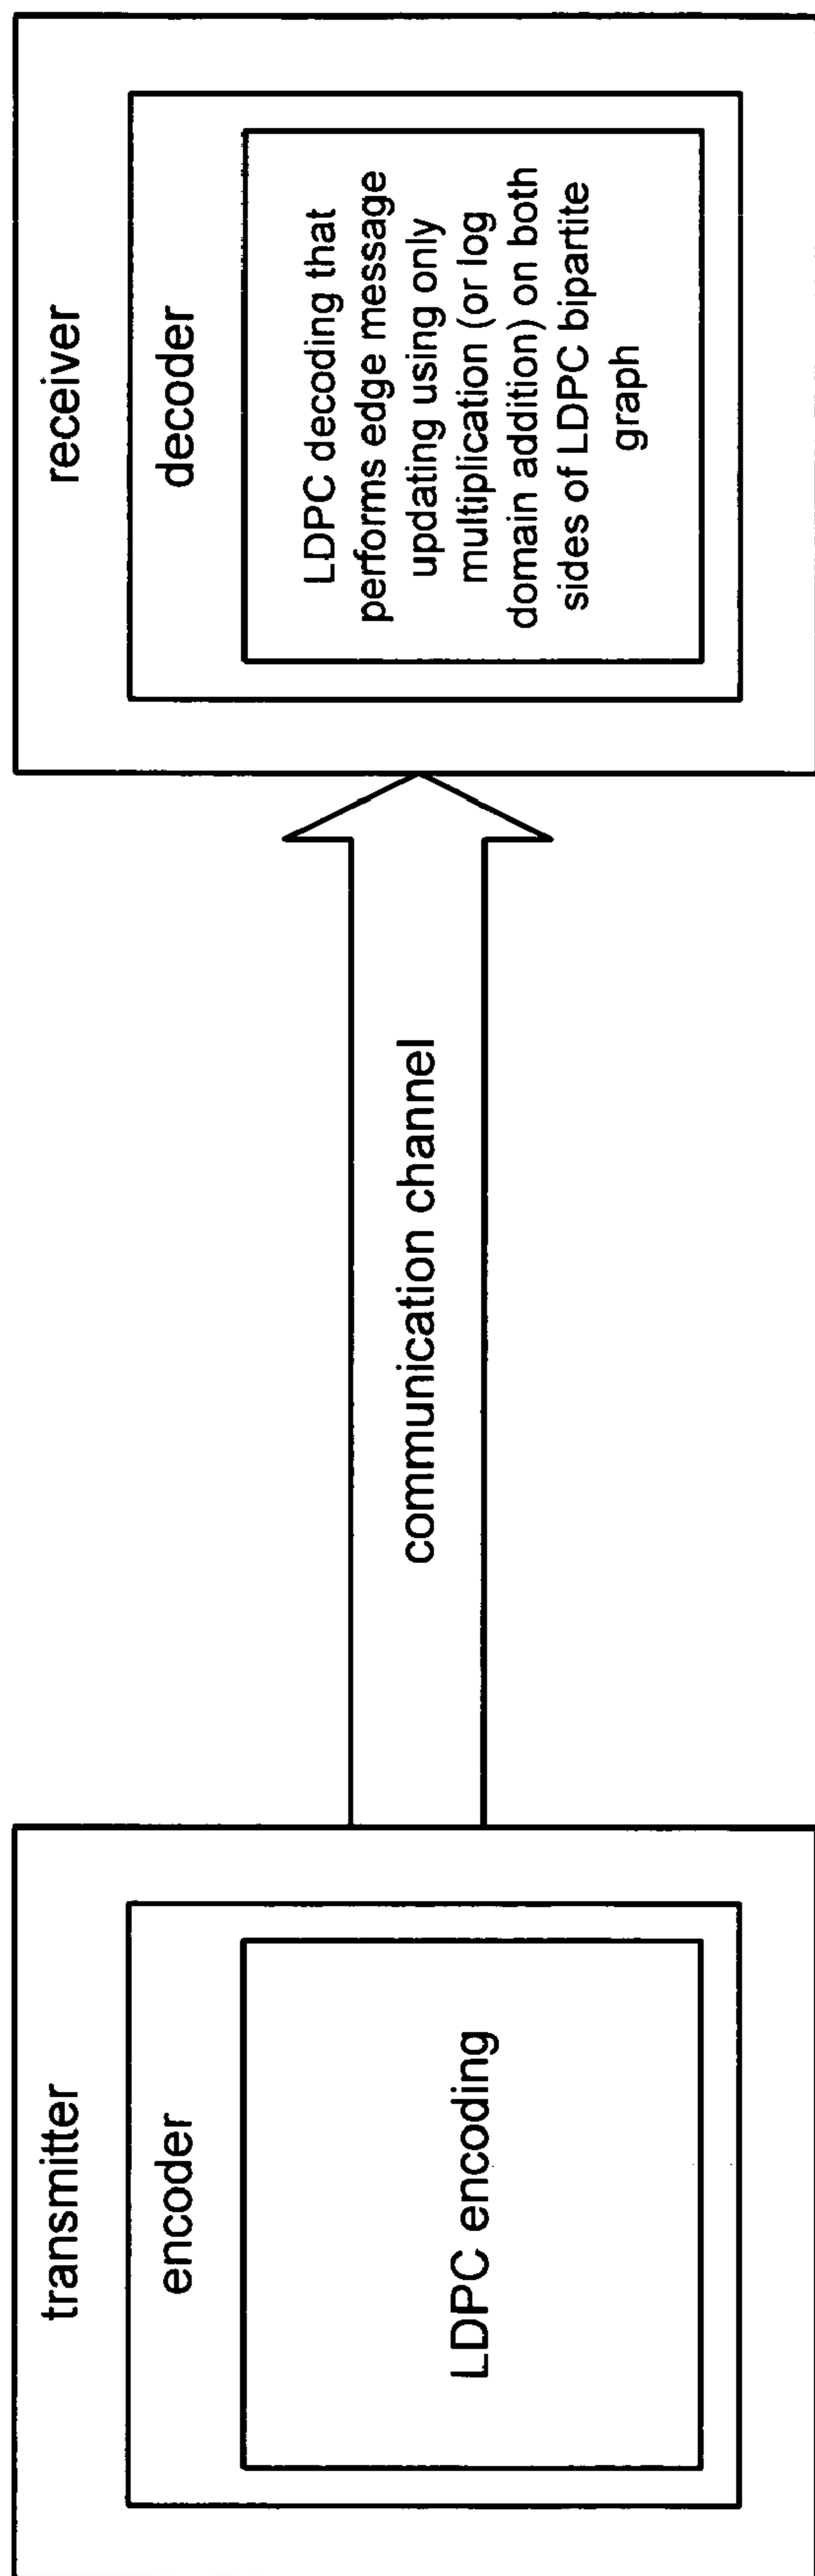 transmitter
encoder
LDPC encoding
communication channel
receiver
decoder
LDPC decoding that
performs edge message
updating using only
multiplication (or log
domain addition) on both
sides of LDPC bipartite
graph